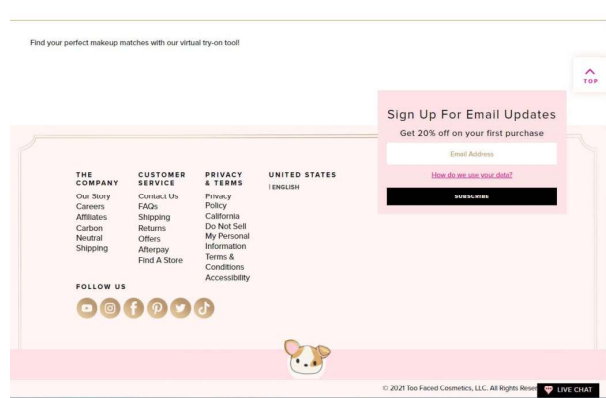 Find your perfect makeup matches with our virtual try-on tool!
TOP
Sign Up For Email Updates
Get 20% off on your first purchase
Email Address
How do we use your data?
SUBSCRIBE
THE
COMPANY
Our Story
Careers
Affiliates
Carbon
Neutral
Shipping
CUSTOMER
SERVICE
Contact Us
FAQs
Shipping
Returns
Offers
Afterpay
Find A Store
PRIVACY
& TERMS
Privacy
Policy
California
Do Not Sell
My Personal
Information
Terms &
Conditions
Accessibility
UNITED STATES
| ENGLISH
FOLLOW US
© 2021 Too Faced Cosmetics, LLC. All Rights Reser
LIVE CHAT